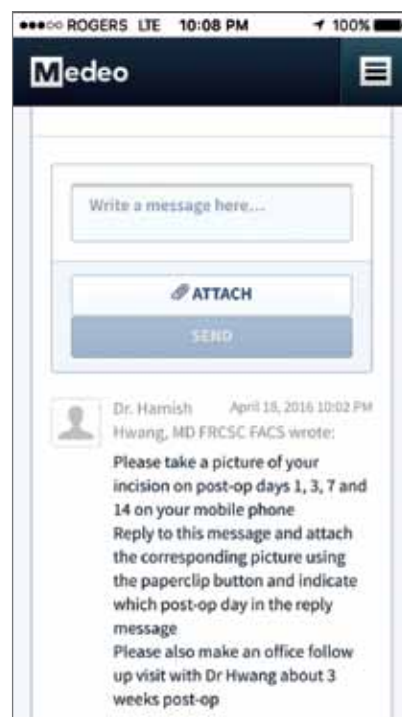 ROGERS LTE 10:08 PM 100%
Medeo
Write a message here...
ATTACH
SEND
Dr. Hamish April 18, 2016 10:02 PM
Hwang, MD FRCSC FACS wrote:
Please take a picture of your
incision on post-op days 1, 3, 7 and
14 on your mobile phone
Reply to this message and attach
the corresponding picture using
the paperclip button and indicate
which post-op day in the reply
message
Please also make an office follow
up visit with Dr Hwang about 3
weeks post-op